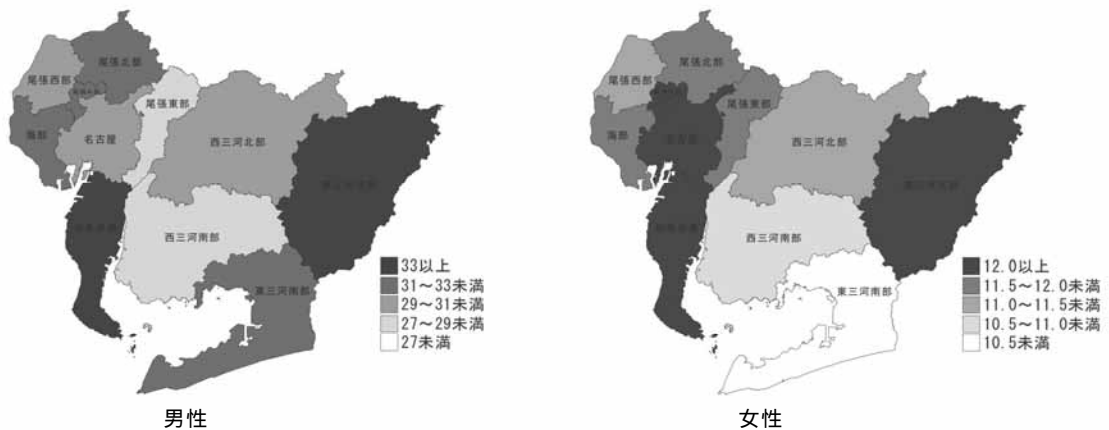 尾張北部
尾張西部
尾張東部
海部
名古屋
西三河北部
西三河南部
東三河南部
33以上
31～33未満
29～31未満
27～29未満
27未満
男性
尾張北部
尾張西部
尾張東部
海部
名古屋
西三河北部
西三河南部
東三河南部
12.0以上
11.5～12.0未満
11.0～11.5未満
10.5～11.0未満
10.5未満
女性